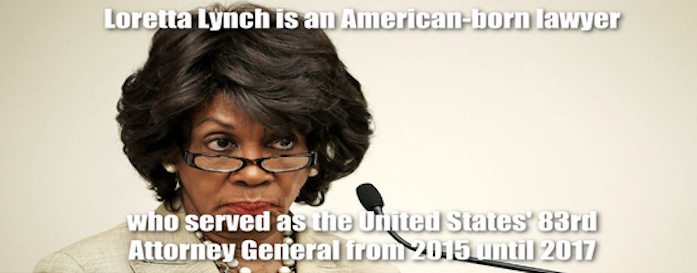 Loretta Lynch is an American-born lawyer
who served as the United States' 83rd
Attorney General from 2015 until 2017